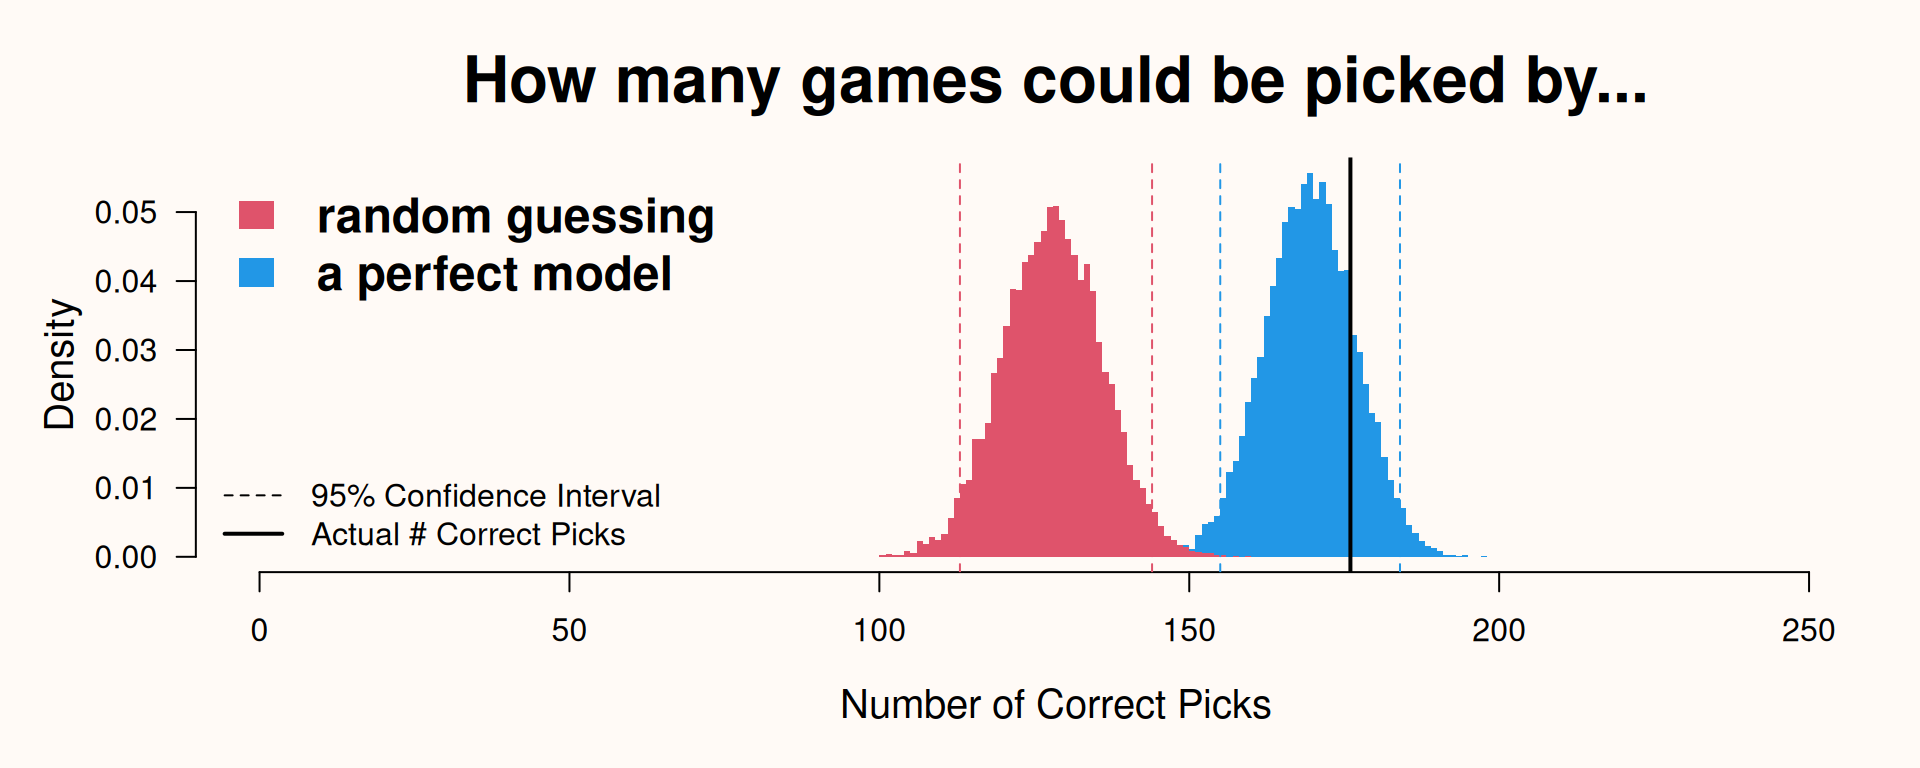 How many games could be picked by...
random guessing
a perfect model
95% Confidence Interval
Actual # Correct Picks
Density
0.05
0.04
0.03
0.02
0.01
0.00
0 50 100 150 200 250
Number of Correct Picks